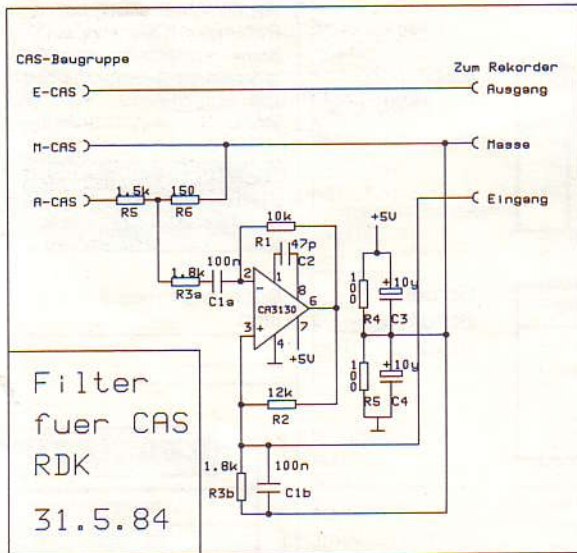 CAS-Baugruppe
Zum Rekorder
E-CAS
Ausgang
M-CAS
Masse
A-CAS
1.5k
150
R5
R6
Eingang
10k
R1
+5V
47p
C2
1.8k
100n
R3a
C1a
2
-
1
8
CA3130
6
3
+
7
4
+5V
100
R4
+
10y
C3
100
R5
+
10y
C4
12k
R2
1.8k
100n
R3b
C1b
Filter
fuer CAS
RDK
31.5.84